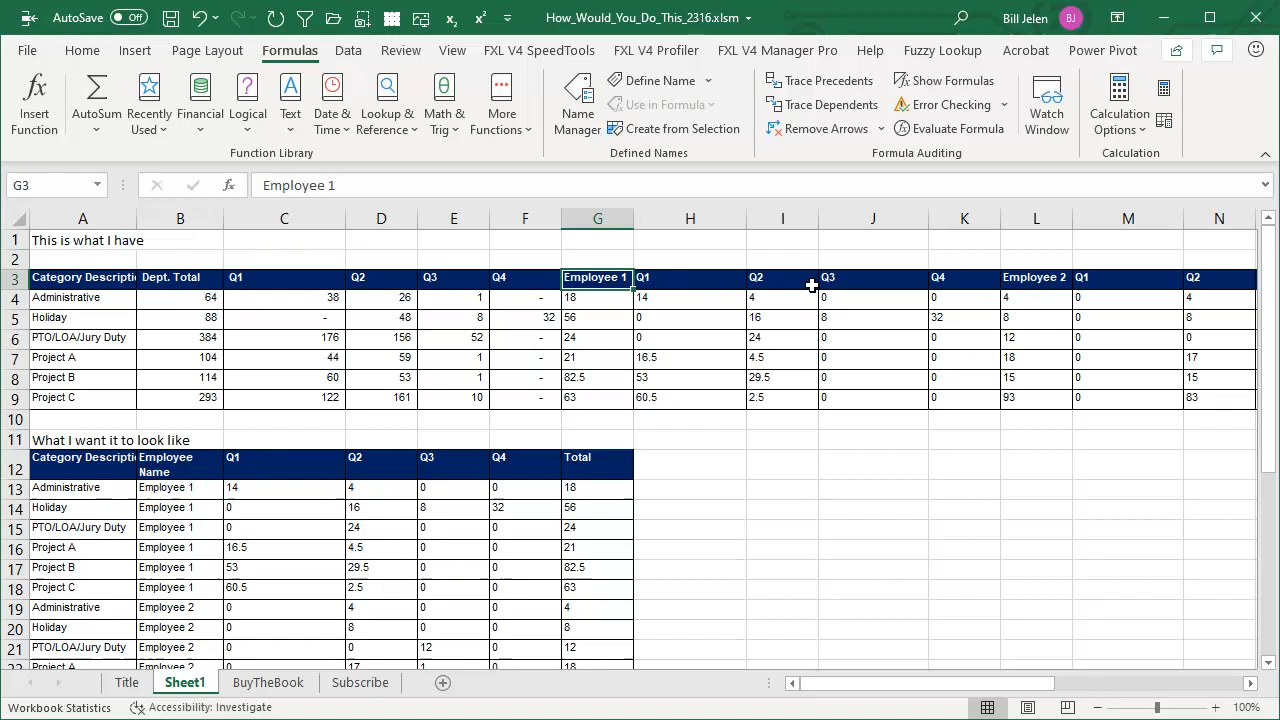 AutoSave Off How_Would_You_Do_This_2316.xlsm Bill Jelen BJ
File Home Insert Page Layout Formulas Data Review View FXL V4 SpeedTools FXL V4 Profiler FXL V4 Manager Pro Help Fuzzy Lookup Acrobat Power Pivot
Insert Function AutoSum Recently Used Financial Logical Text Date & Time Lookup & Reference Math & Trig More Functions
Name Manager Define Name Use in Formula Create from Selection
Trace Precedents Trace Dependents Remove Arrows Show Formulas Error Checking Evaluate Formula
Watch Window Calculation Options
Function Library Defined Names Formula Auditing Calculation
G3 fx Employee 1
A B C D E F G H I J K L M N
1 This is what I have
2
3 Category Descripti Dept. Total Q1 Q2 Q3 Q4 Employee 1 Q1 Q2 Q3 Q4 Employee 2 Q1 Q2
4 Administrative 64 38 26 1 - 18 14 4 0 0 4 0 4
5 Holiday 88 - 48 8 32 56 0 16 8 32 8 0 8
6 PTO/LOA/Jury Duty 384 176 156 52 - 24 0 24 0 0 12 0 0
7 Project A 104 44 59 1 - 21 16.5 4.5 0 0 18 0 17
8 Project B 114 60 53 1 - 82.5 53 29.5 0 0 15 0 15
9 Project C 293 122 161 10 - 63 60.5 2.5 0 0 93 0 83
10
11 What I want it to look like
12 Category Descripti Employee Name Q1 Q2 Q3 Q4 Total
13 Administrative Employee 1 14 4 0 0 18
14 Holiday Employee 1 0 16 8 32 56
15 PTO/LOA/Jury Duty Employee 1 0 24 0 0 24
16 Project A Employee 1 16.5 4.5 0 0 21
17 Project B Employee 1 53 29.5 0 0 82.5
18 Project C Employee 1 60.5 2.5 0 0 63
19 Administrative Employee 2 0 4 0 0 4
20 Holiday Employee 2 0 8 0 0 8
21 PTO/LOA/Jury Duty Employee 2 0 0 12 0 12
22 Project A Employee 2 0 17 1 0 18
Title Sheet1 BuyTheBook Subscribe
Workbook Statistics Accessibility: Investigate 100%